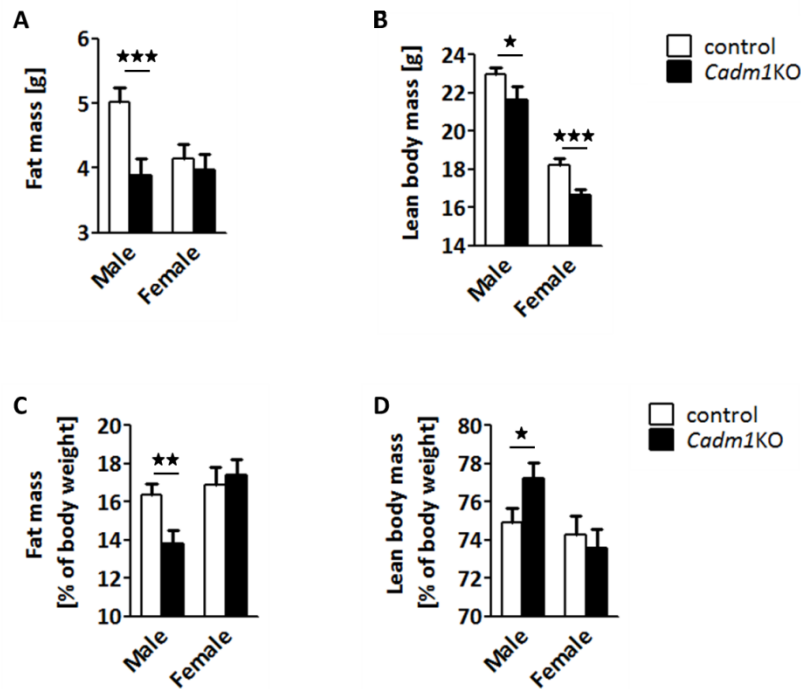 A
Fat mass [g]
6
5
4
3
★★★
Male
Female
B
Lean body mass [g]
24
22
20
18
16
14
★
★★★
Male
Female
control
Cadm1KO
C
Fat mass
[% of body weight]
20
18
16
14
12
10
★★
Male
Female
D
Lean body mass
[% of body weight]
80
78
76
74
72
70
★
Male
Female
control
Cadm1KO